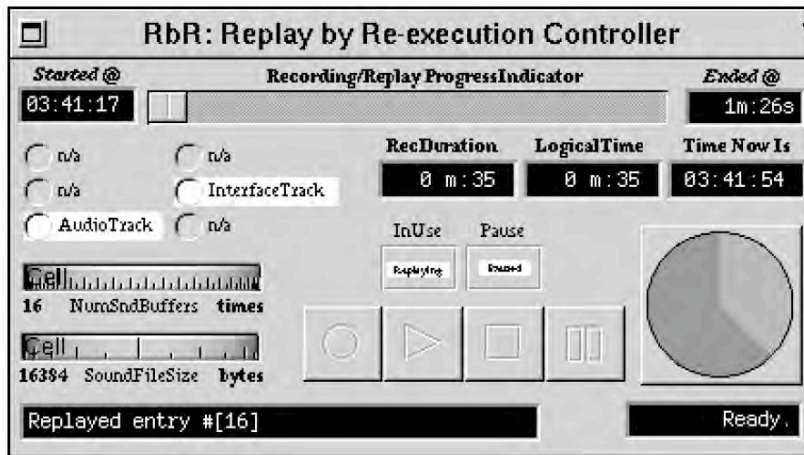 RbR: Replay by Re-execution Controller
Started @ Recording/Replay ProgressIndicator Ended @
03:41:17 1m:26s
RecDuration LogicalTime Time Now Is
n/a n/a
0 m:35 0 m:35 03:41:54
n/a InterfaceTrack
AudioTrack n/a
InUse Pause
Replaying Paused
Cell
16 NumSndBuffers times
Cell
16384 SoundFileSize bytes
Replayed entry #[16] Ready.